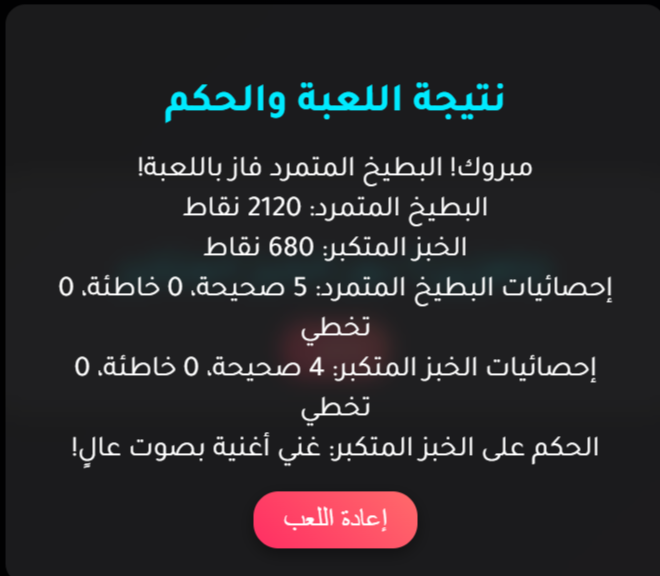 نتيجة اللعبة والحكم
مبروك! البطيخ المتمرد فاز باللعبة!
البطيخ المتمرد: 2120 نقاط
الخبز المتكبر: 680 نقاط
إحصائيات البطيخ المتمرد: 5 صحيحة، 0 خاطئة، 0
تخطي
إحصائيات الخبز المتكبر: 4 صحيحة، 0 خاطئة، 0
تخطي
الحكم على الخبز المتكبر: غني أغنية بصوت عالٍ!
إعادة اللعب